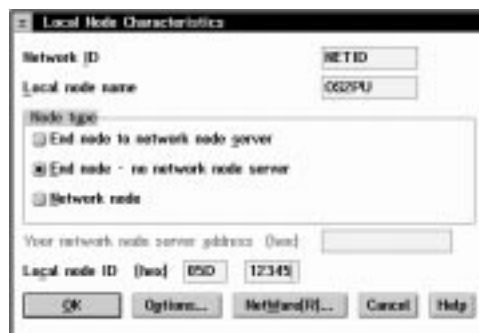 Local Node Characteristics
Network ID NETID
Local node name OS2PU
Node type
End node to network node server
End node - no network node server
Network node
Your network node server address (hex)
Local node ID (hex) 05D 12345
OK Options... NetWare(R)... Cancel Help